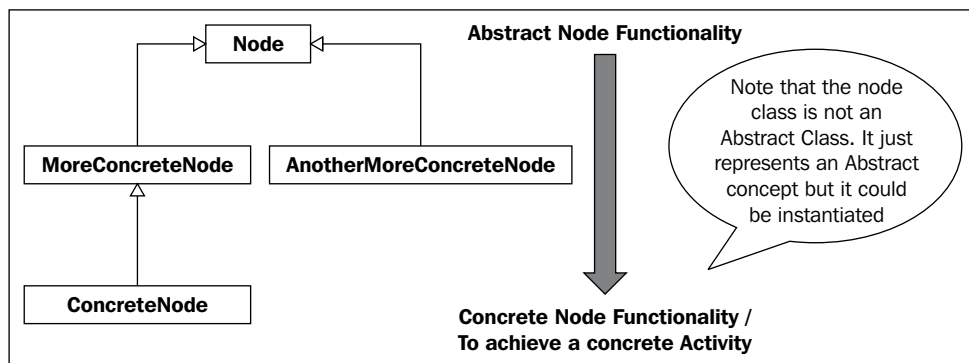 Node
Abstract Node Functionality
Note that the node
class is not an
Abstract Class. It just
represents an Abstract
concept but it could
be instantiated
MoreConcreteNode
AnotherMoreConcreteNode
ConcreteNode
Concrete Node Functionality /
To achieve a concrete Activity